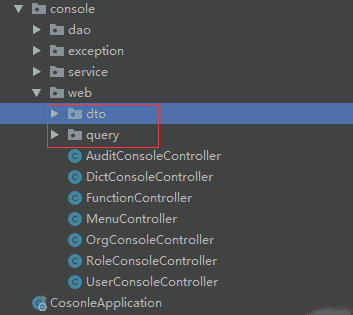 console
dao
exception
service
web
dto
query
AuditConsoleController
DictConsoleController
FunctionController
MenuController
OrgConsoleController
RoleConsoleController
UserConsoleController
CosonleApplication